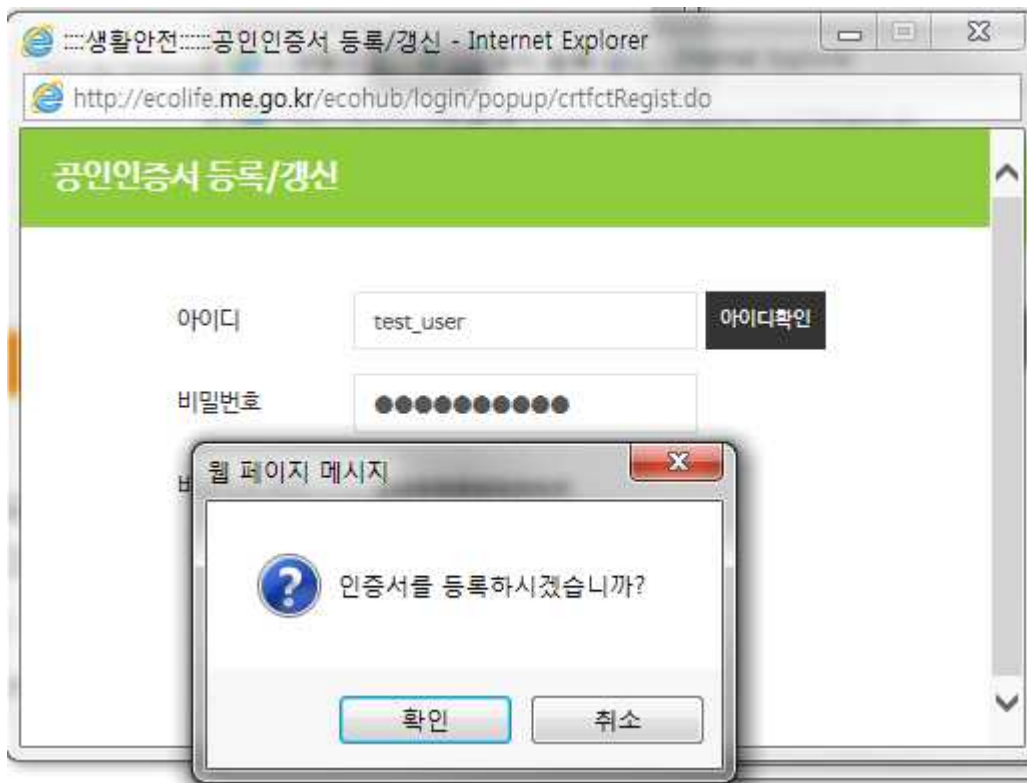 ::::생활안전:::::공인인증서 등록/갱신 - Internet Explorer
http://ecolife.me.go.kr/ecohub/login/popup/crtfctRegist.do
공인인증서 등록/갱신
아이디 test_user 아이디확인
비밀번호 ●●●●●●●●●●
웹 페이지 메시지
인증서를 등록하시겠습니까?
확인 취소